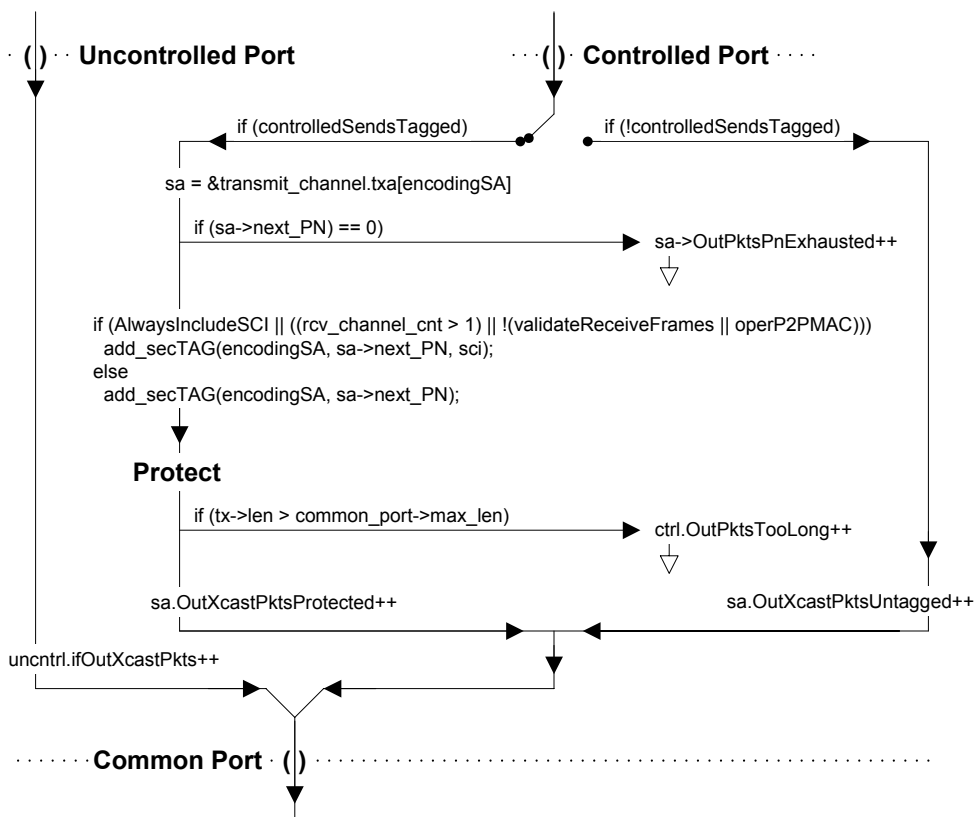 ( ) Uncontrolled Port
( ) Controlled Port
if (controlledSendsTagged)
if (!controlledSendsTagged)
sa = &transmit_channel.txa[encodingSA]
if (sa->next_PN) == 0)
sa->OutPktsPnExhausted++
if (AlwaysIncludeSCI || ((rcv_channel_cnt > 1) || !(validateReceiveFrames || operP2PMAC)))
add_secTAG(encodingSA, sa->next_PN, sci);
else
add_secTAG(encodingSA, sa->next_PN);
Protect
if (tx->len > common_port->max_len)
ctrl.OutPktsTooLong++
sa.OutXcastPktsProtected++
sa.OutXcastPktsUntagged++
uncntrl.ifOutXcastPkts++
Common Port ( )